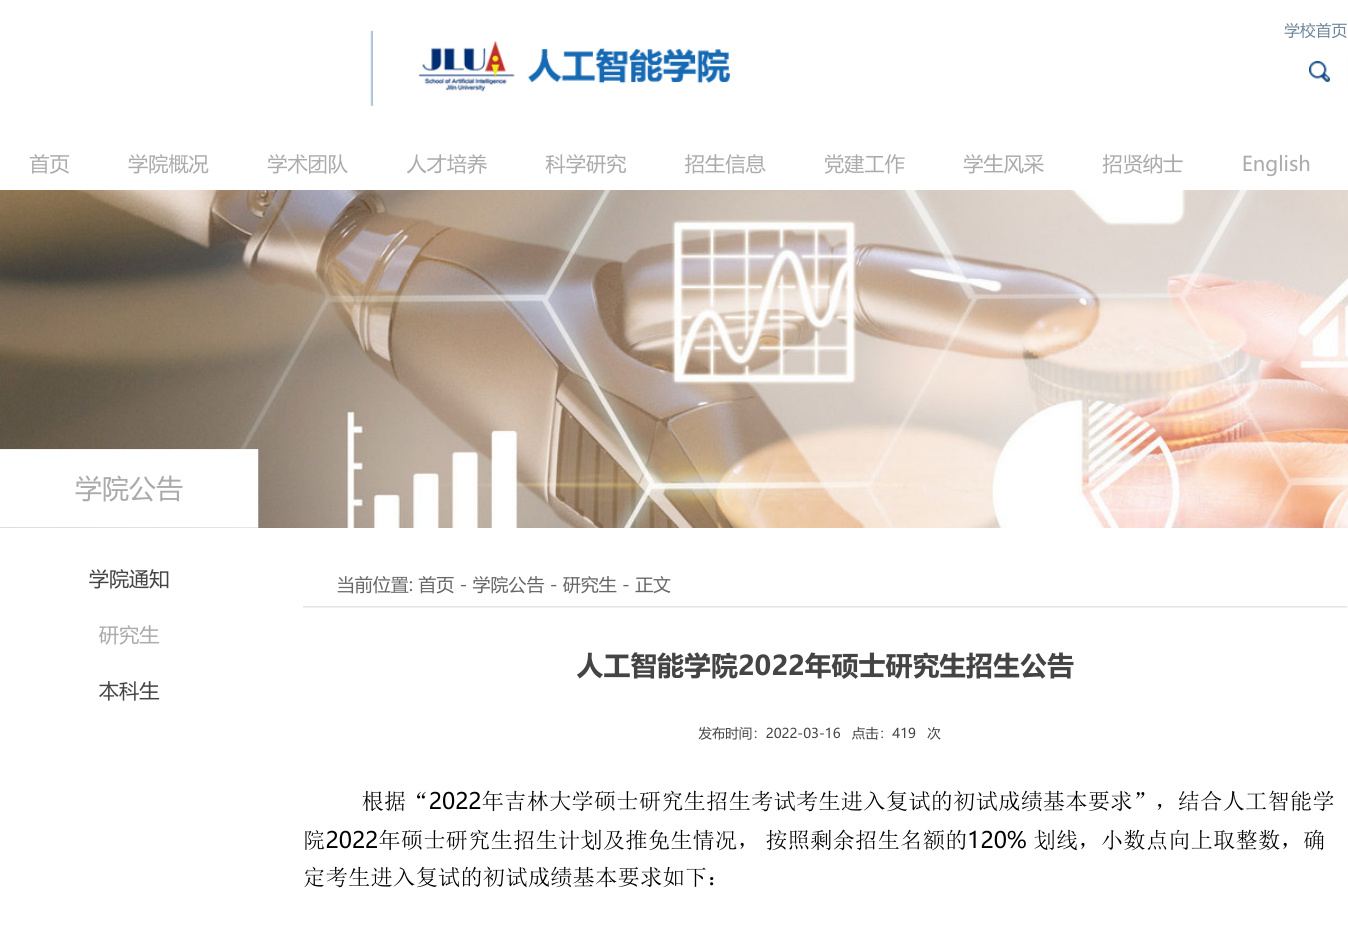 学校首页
JLUA
School of Artificial Intelligence
Jilin University
人工智能学院
首页 学院概况 学术团队 人才培养 科学研究 招生信息 党建工作 学生风采 招贤纳士 English
学院公告
学院通知
研究生
本科生
当前位置: 首页 - 学院公告 - 研究生 - 正文
人工智能学院2022年硕士研究生招生公告
发布时间：2022-03-16 点击：419 次
根据“2022年吉林大学硕士研究生招生考试考生进入复试的初试成绩基本要求”，结合人工智能学
院2022年硕士研究生招生计划及推免生情况， 按照剩余招生名额的120% 划线，小数点向上取整数，确
定考生进入复试的初试成绩基本要求如下：